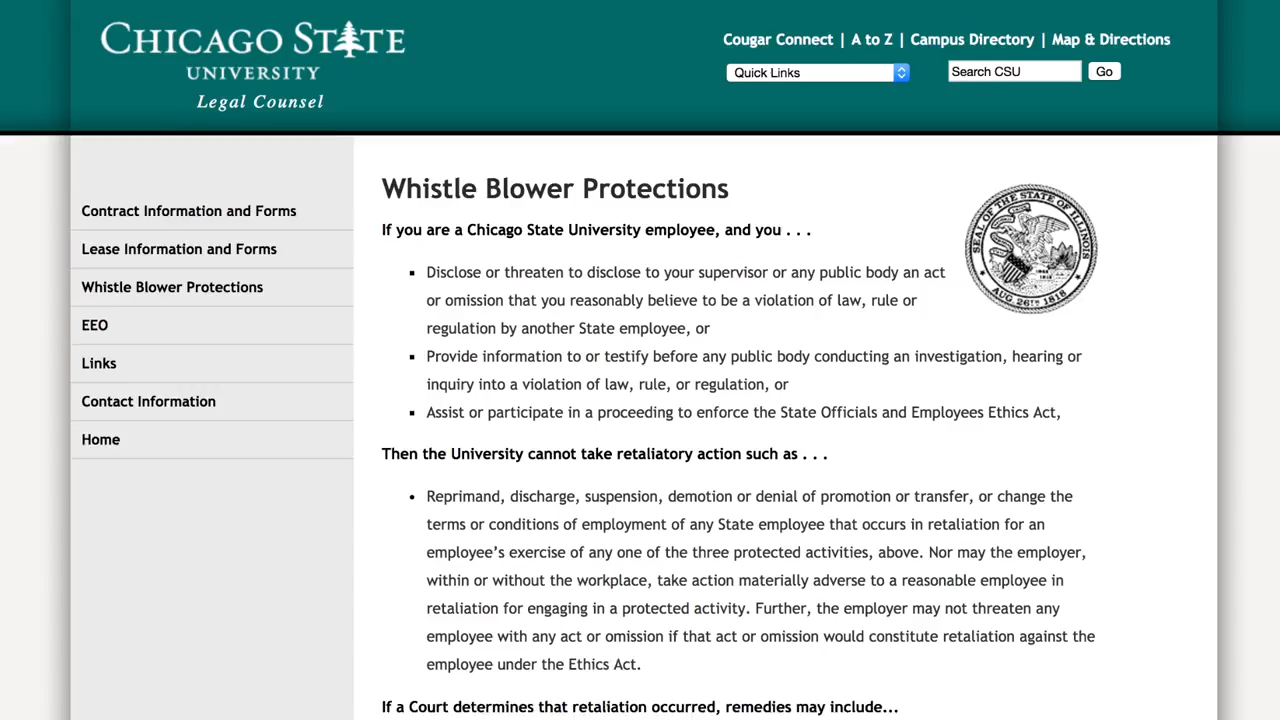 CHICAGO STATE
UNIVERSITY
Legal Counsel
Cougar Connect | A to Z | Campus Directory | Map & Directions
Quick Links
Search CSU
Go
Contract Information and Forms
Lease Information and Forms
Whistle Blower Protections
EEO
Links
Contact Information
Home
Whistle Blower Protections
SEAL OF THE STATE OF ILLINOIS
AUG. 26TH 1818
If you are a Chicago State University employee, and you . . .
▪ Disclose or threaten to disclose to your supervisor or any public body an act
or omission that you reasonably believe to be a violation of law, rule or
regulation by another State employee, or
▪ Provide information to or testify before any public body conducting an investigation, hearing or
inquiry into a violation of law, rule, or regulation, or
▪ Assist or participate in a proceeding to enforce the State Officials and Employees Ethics Act,
Then the University cannot take retaliatory action such as . . .
• Reprimand, discharge, suspension, demotion or denial of promotion or transfer, or change the
terms or conditions of employment of any State employee that occurs in retaliation for an
employee’s exercise of any one of the three protected activities, above. Nor may the employer,
within or without the workplace, take action materially adverse to a reasonable employee in
retaliation for engaging in a protected activity. Further, the employer may not threaten any
employee with any act or omission if that act or omission would constitute retaliation against the
employee under the Ethics Act.
If a Court determines that retaliation occurred, remedies may include...